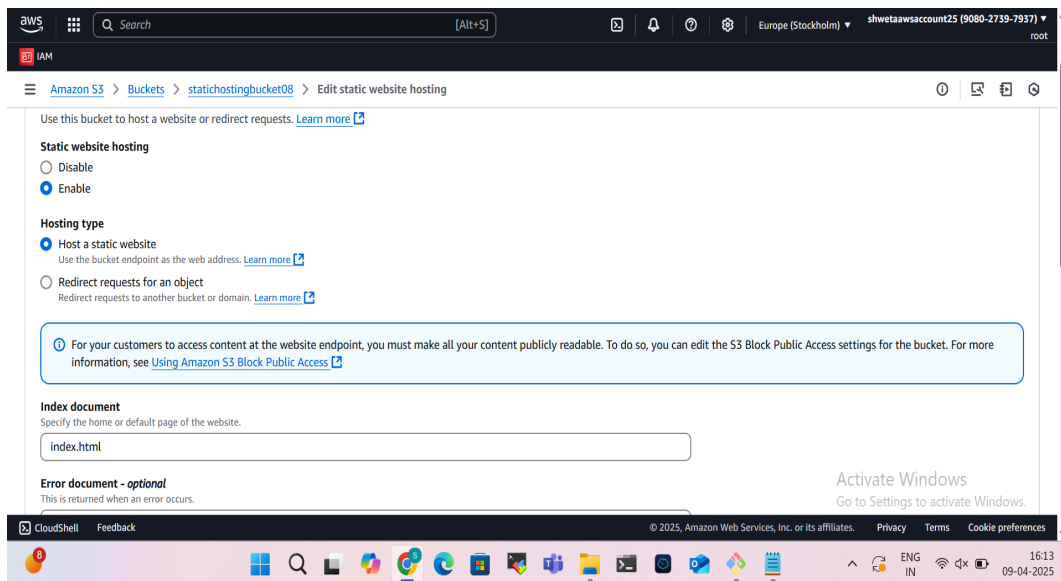 aws
Search
[Alt+S]
Europe (Stockholm) ▼
shwetaawsaccount25 (9080-2739-7937) ▼
root
IAM
Amazon S3 > Buckets > statichostingbucket08 > Edit static website hosting
Use this bucket to host a website or redirect requests. Learn more
Static website hosting
Disable
Enable
Hosting type
Host a static website
Use the bucket endpoint as the web address. Learn more
Redirect requests for an object
Redirect requests to another bucket or domain. Learn more
For your customers to access content at the website endpoint, you must make all your content publicly readable. To do so, you can edit the S3 Block Public Access settings for the bucket. For more
information, see Using Amazon S3 Block Public Access
Index document
Specify the home or default page of the website.
index.html
Error document - optional
This is returned when an error occurs.
Activate Windows
Go to Settings to activate Windows.
CloudShell Feedback © 2025, Amazon Web Services, Inc. or its affiliates. Privacy Terms Cookie preferences
8
S
ENG
IN
16:13
09-04-2025